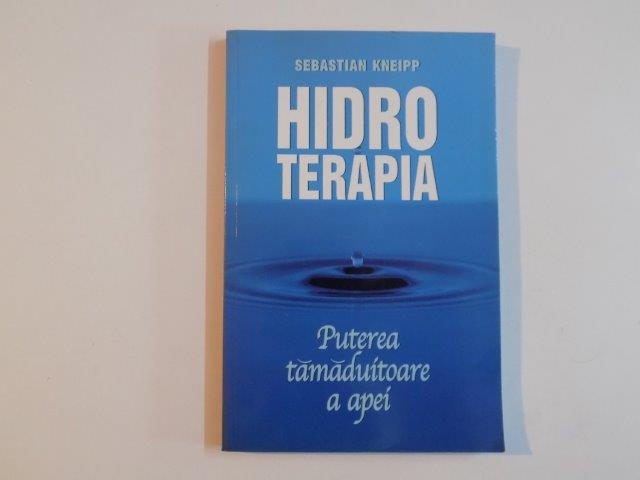 SEBASTIAN KNEIPP
HIDRO
TERAPIA
Puterea
tămăduitoare
a apei